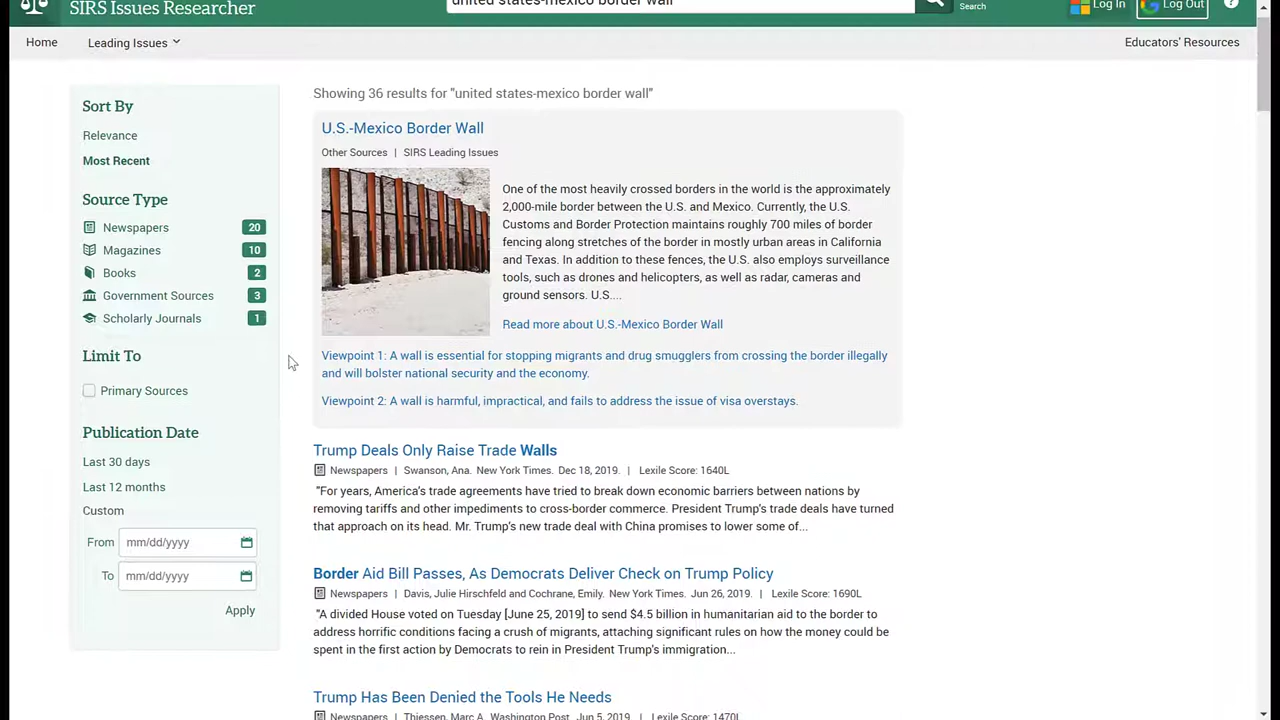 SIRS Issues Researcher
united states-mexico border wall
Search
Log In
Log Out
?
Home
Leading Issues
Educators' Resources
Sort By
Relevance
Most Recent
Source Type
Newspapers 20
Magazines 10
Books 2
Government Sources 3
Scholarly Journals 1
Limit To
Primary Sources
Publication Date
Last 30 days
Last 12 months
Custom
From mm/dd/yyyy
To mm/dd/yyyy
Apply
Showing 36 results for "united states-mexico border wall"
U.S.-Mexico Border Wall
Other Sources | SIRS Leading Issues
One of the most heavily crossed borders in the world is the approximately
2,000-mile border between the U.S. and Mexico. Currently, the U.S.
Customs and Border Protection maintains roughly 700 miles of border
fencing along stretches of the border in mostly urban areas in California
and Texas. In addition to these fences, the U.S. also employs surveillance
tools, such as drones and helicopters, as well as radar, cameras and
ground sensors. U.S....
Read more about U.S.-Mexico Border Wall
Viewpoint 1: A wall is essential for stopping migrants and drug smugglers from crossing the border illegally
and will bolster national security and the economy.
Viewpoint 2: A wall is harmful, impractical, and fails to address the issue of visa overstays.
Trump Deals Only Raise Trade Walls
Newspapers | Swanson, Ana. New York Times. Dec 18, 2019. | Lexile Score: 1640L
"For years, America's trade agreements have tried to break down economic barriers between nations by
removing tariffs and other impediments to cross-border commerce. President Trump's trade deals have turned
that approach on its head. Mr. Trump's new trade deal with China promises to lower some of...
Border Aid Bill Passes, As Democrats Deliver Check on Trump Policy
Newspapers | Davis, Julie Hirschfeld and Cochrane, Emily. New York Times. Jun 26, 2019. | Lexile Score: 1690L
"A divided House voted on Tuesday [June 25, 2019] to send $4.5 billion in humanitarian aid to the border to
address horrific conditions facing a crush of migrants, attaching significant rules on how the money could be
spent in the first action by Democrats to rein in President Trump's immigration...
Trump Has Been Denied the Tools He Needs
Newspapers | Thiessen, Marc A. Washington Post. Jun 5, 2019. | Lexile Score: 1470L